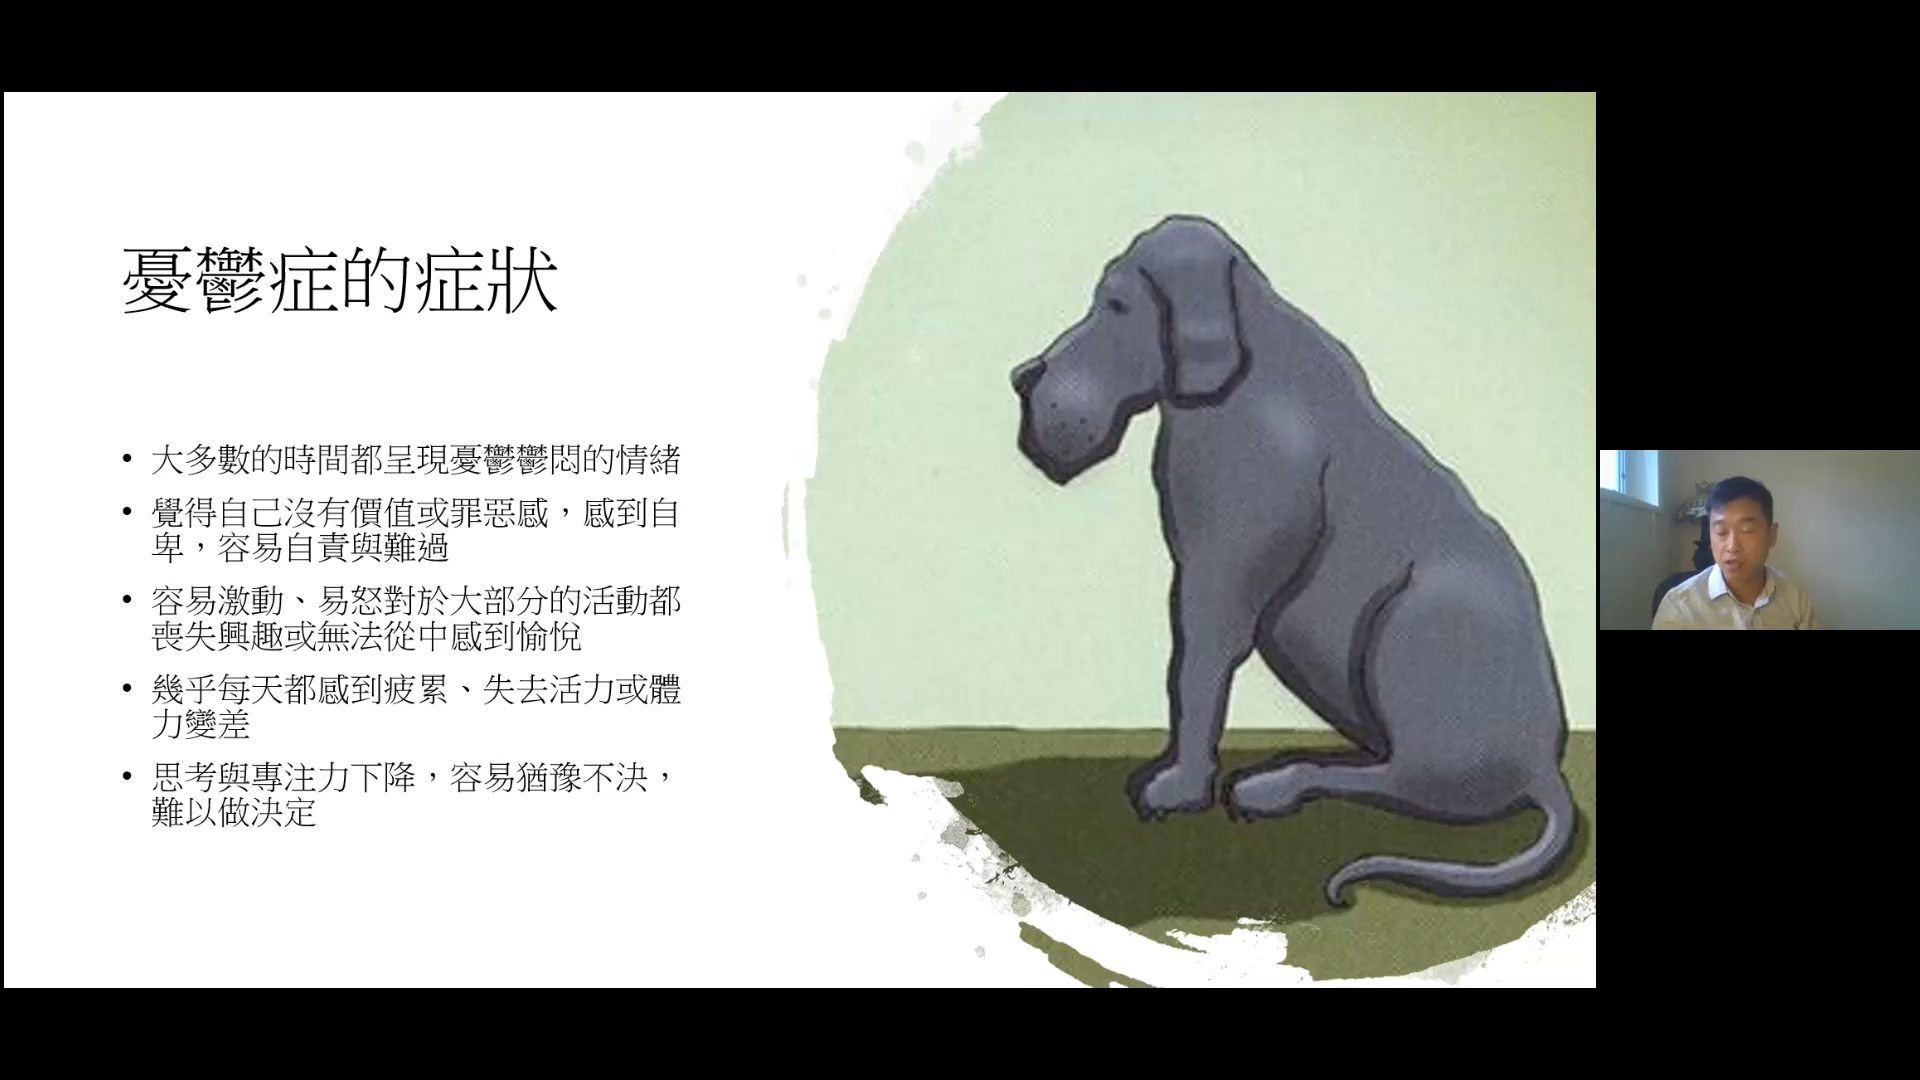 憂鬱症的症狀
• 大多數的時間都呈現憂鬱鬱悶的情緒
• 覺得自己沒有價值或罪惡感，感到自
卑，容易自責與難過
• 容易激動、易怒對於大部分的活動都
喪失興趣或無法從中感到愉悅
• 幾乎每天都感到疲累、失去活力或體
力變差
• 思考與專注力下降，容易猶豫不決，
難以做決定